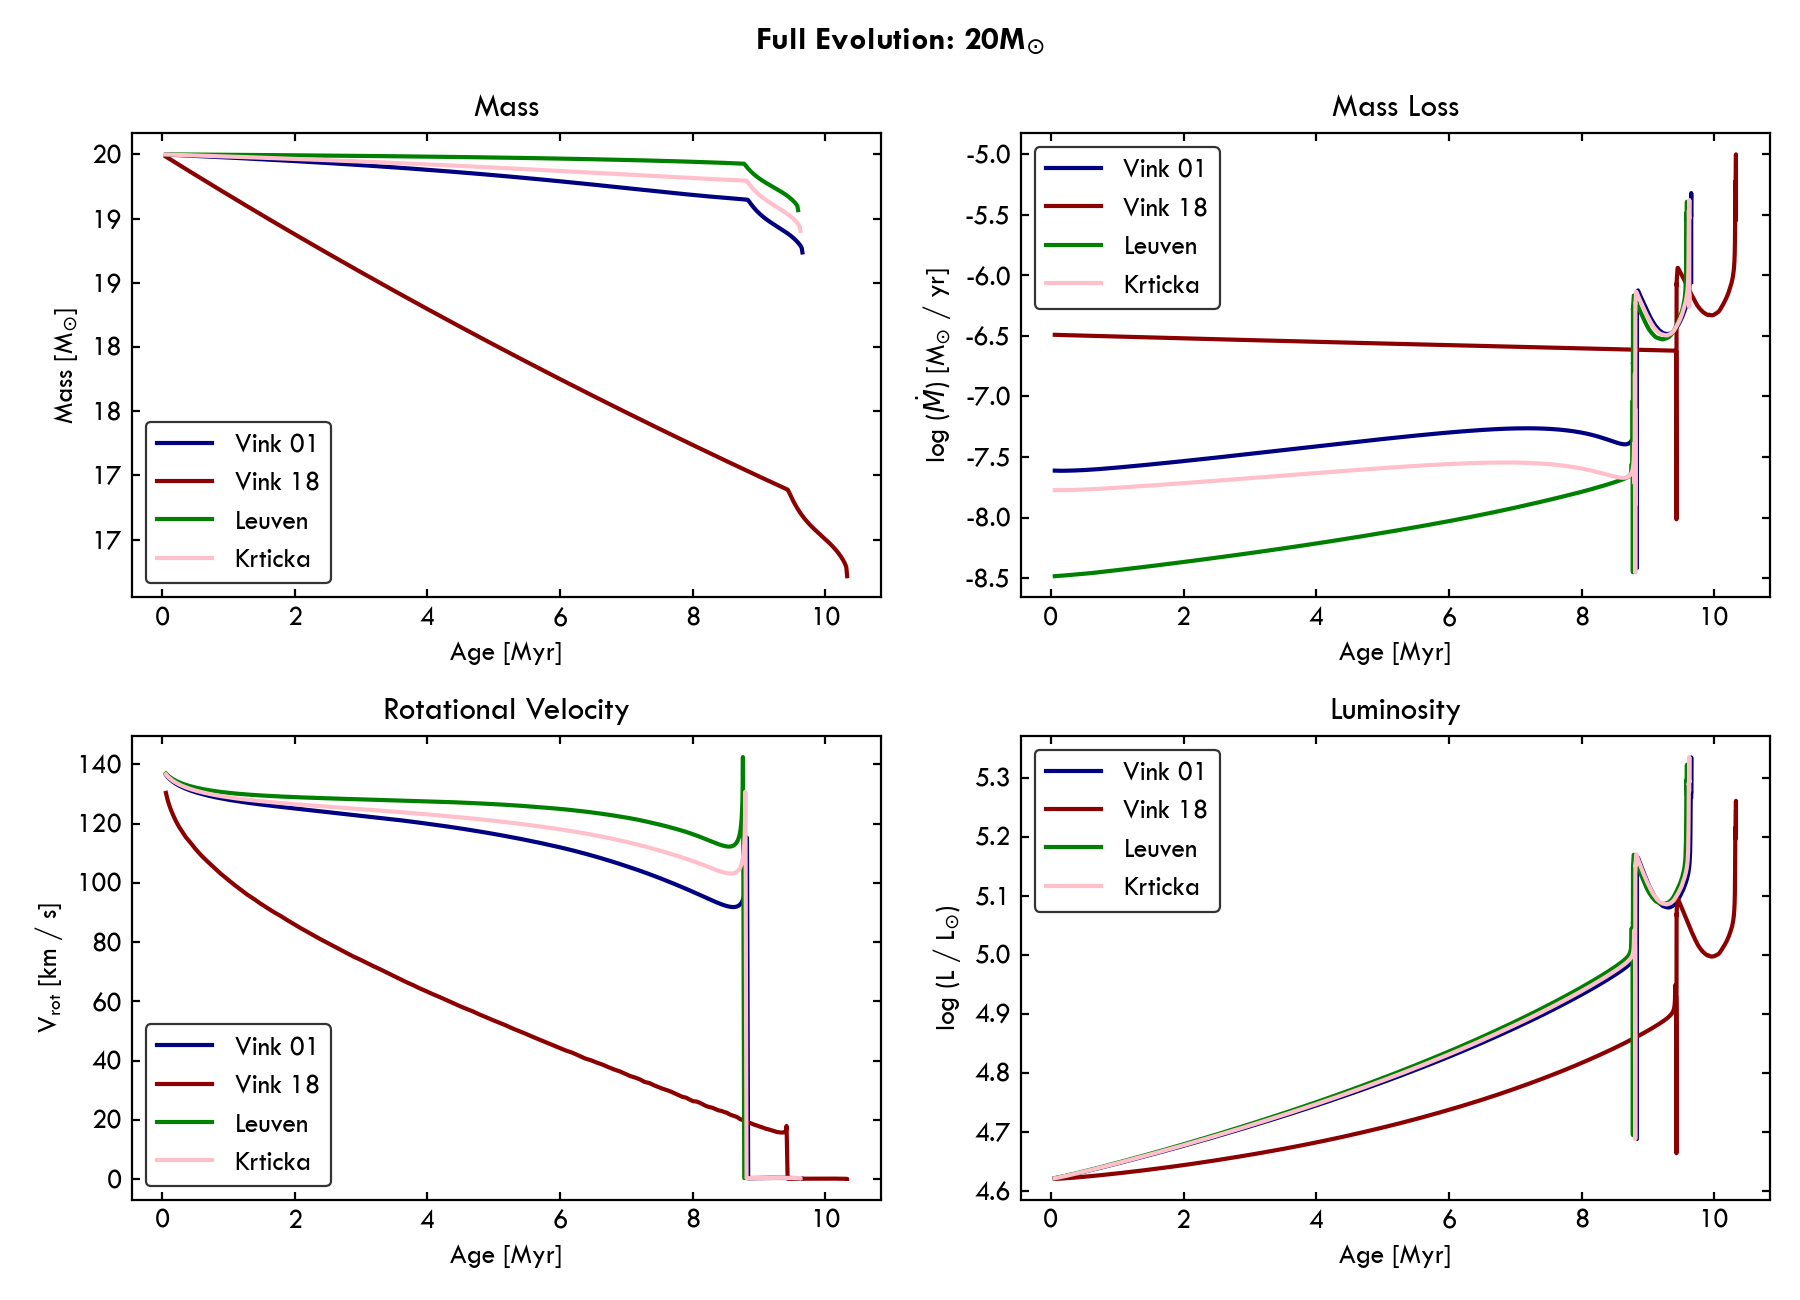 Full Evolution: 20M☉
Mass
20
19
19
18
18
17
17
Mass [M☉]
Vink 01
Vink 18
Leuven
Krticka
0 2 4 6 8 10
Age [Myr]
Mass Loss
-5.0
-5.5
-6.0
-6.5
-7.0
-7.5
-8.0
-8.5
log (Ṁ) [M☉ / yr]
Vink 01
Vink 18
Leuven
Krticka
0 2 4 6 8 10
Age [Myr]
Rotational Velocity
140
120
100
80
60
40
20
0
Vrot [km / s]
Vink 01
Vink 18
Leuven
Krticka
0 2 4 6 8 10
Age [Myr]
Luminosity
5.3
5.2
5.1
5.0
4.9
4.8
4.7
4.6
log (L / L☉)
Vink 01
Vink 18
Leuven
Krticka
0 2 4 6 8 10
Age [Myr]